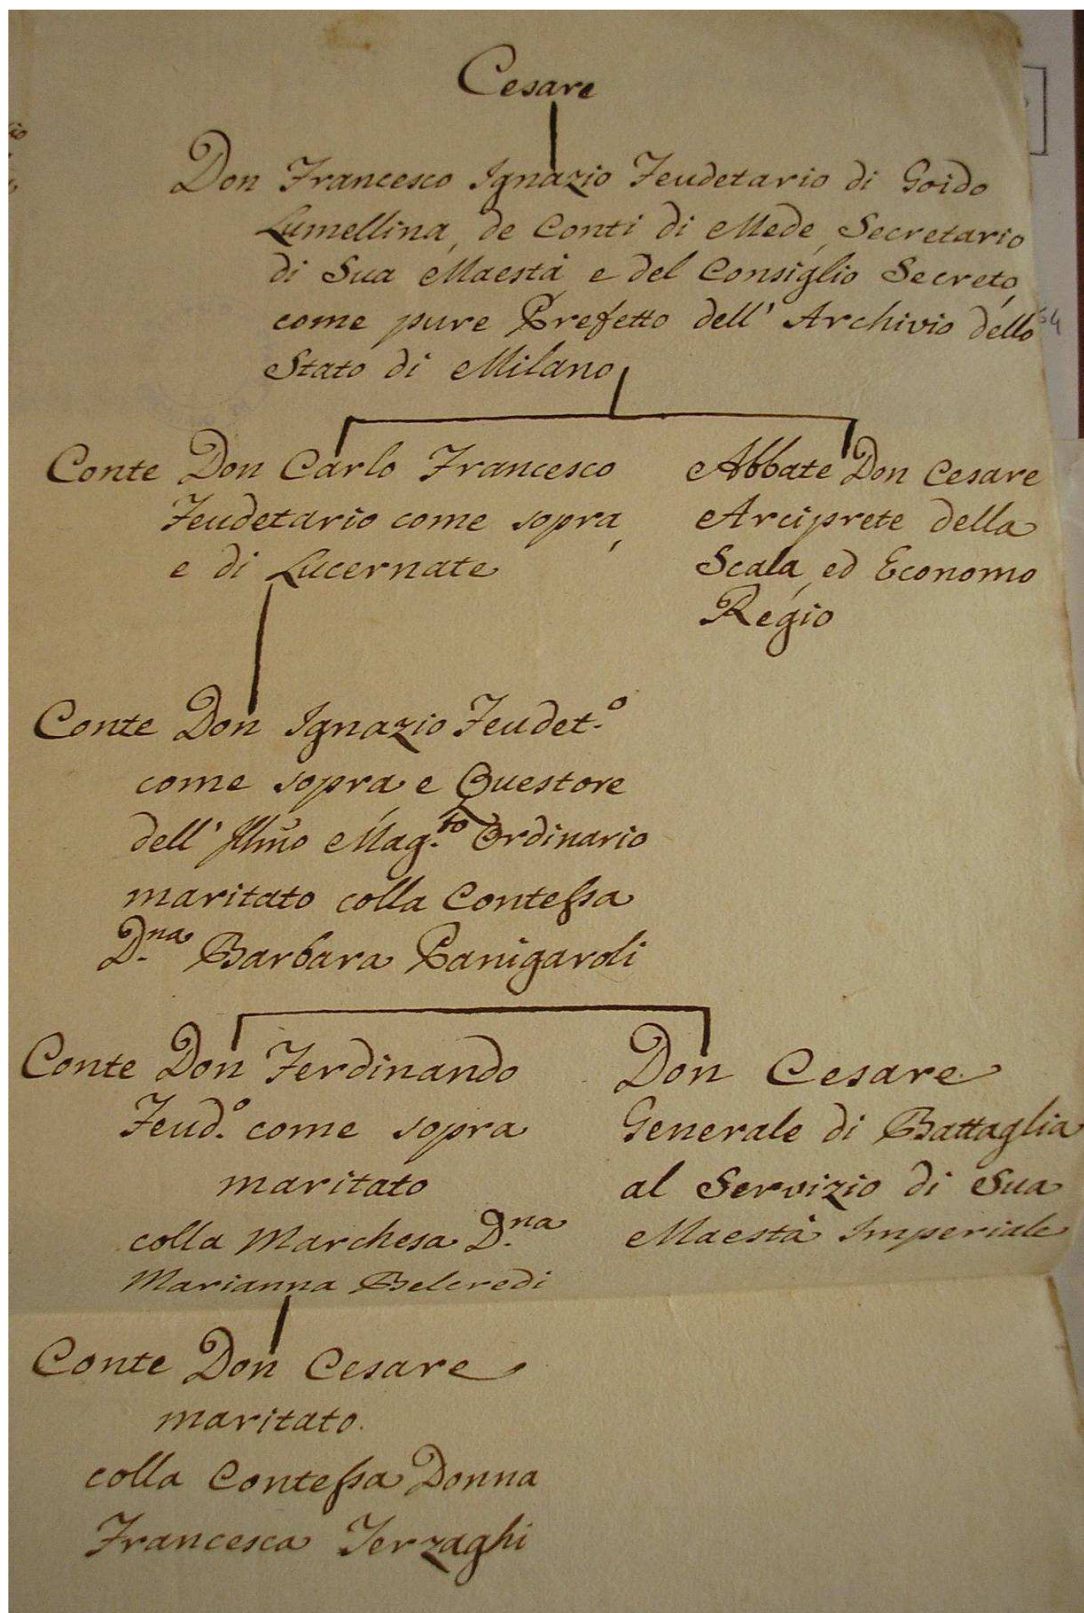 Cesare
Don Francesco Ignazio Feudetario di Goido
Lumellina, de Conti di Mede, Secretario
di Sua Maestà, e del Consiglio Secreto,
come pure Prefetto dell' Archivio dello
Stato di Milano,
Conte Don Carlo Francesco
Feudetario come sopra,
e di Lucernate
Abbate Don Cesare
Arciprete della
Scala, ed Economo
Regio
Conte Don Ignazio Feudet.º
come sopra, e Questore
dell' Illmo Mag.to Ordinario
maritato colla Contessa
D.na Barbara Panigaroli
Conte Don Ferdinando
Feud.º come sopra
maritato
colla Marchesa D.na
Marianna Belcredi
Don Cesare
Generale di Battaglia
al Servizio di Sua
Maestà Imperiale
Conte Don Cesare
maritato
colla Contessa Donna
Francesca Terzaghi